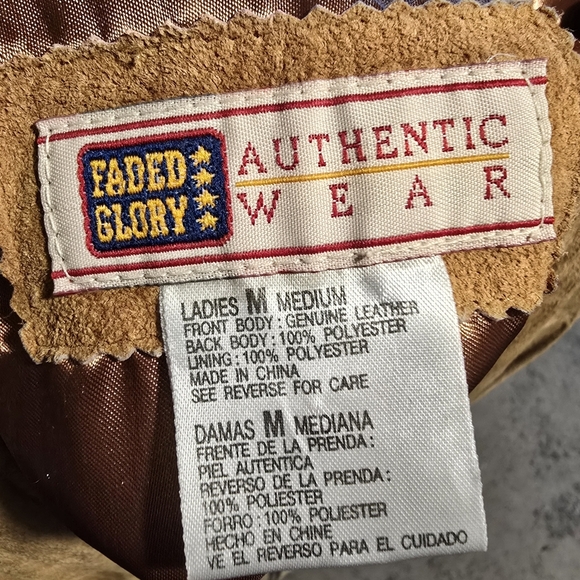 FADED
GLORY
AUTHENTIC
WEAR
LADIES M MEDIUM
FRONT BODY: GENUINE LEATHER
BACK BODY: 100% POLYESTER
LINING: 100% POLYESTER
MADE IN CHINA
SEE REVERSE FOR CARE
DAMAS M MEDIANA
FRENTE DE LA PRENDA:
PIEL AUTENTICA
REVERSO DE LA PRENDA:
100% POLIESTER
FORRO: 100% POLIESTER
HECHO EN CHINE
VE EL REVERSO PARA EL CUIDADO